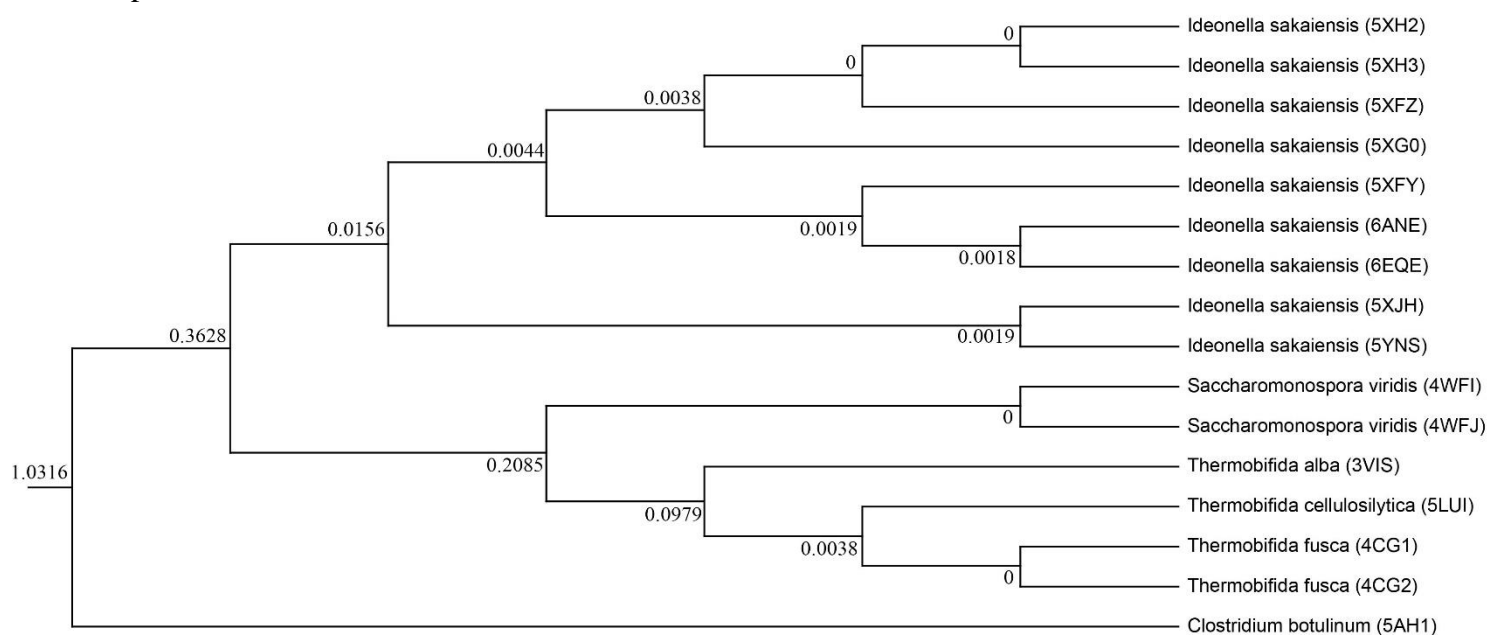 Ideonella sakaiensis (5XH2)
0
Ideonella sakaiensis (5XH3)
0
0.0038
Ideonella sakaiensis (5XFZ)
Ideonella sakaiensis (5XG0)
0.0044
Ideonella sakaiensis (5XFY)
0.0156
0.0019
Ideonella sakaiensis (6ANE)
0.0018
Ideonella sakaiensis (6EQE)
Ideonella sakaiensis (5XJH)
0.3628
0.0019
Ideonella sakaiensis (5YNS)
Saccharomonospora viridis (4WFI)
0
Saccharomonospora viridis (4WFJ)
1.0316
0.2085
Thermobifida alba (3VIS)
0.0979
Thermobifida cellulosilytica (5LUI)
0.0038
Thermobifida fusca (4CG1)
0
Thermobifida fusca (4CG2)
Clostridium botulinum (5AH1)